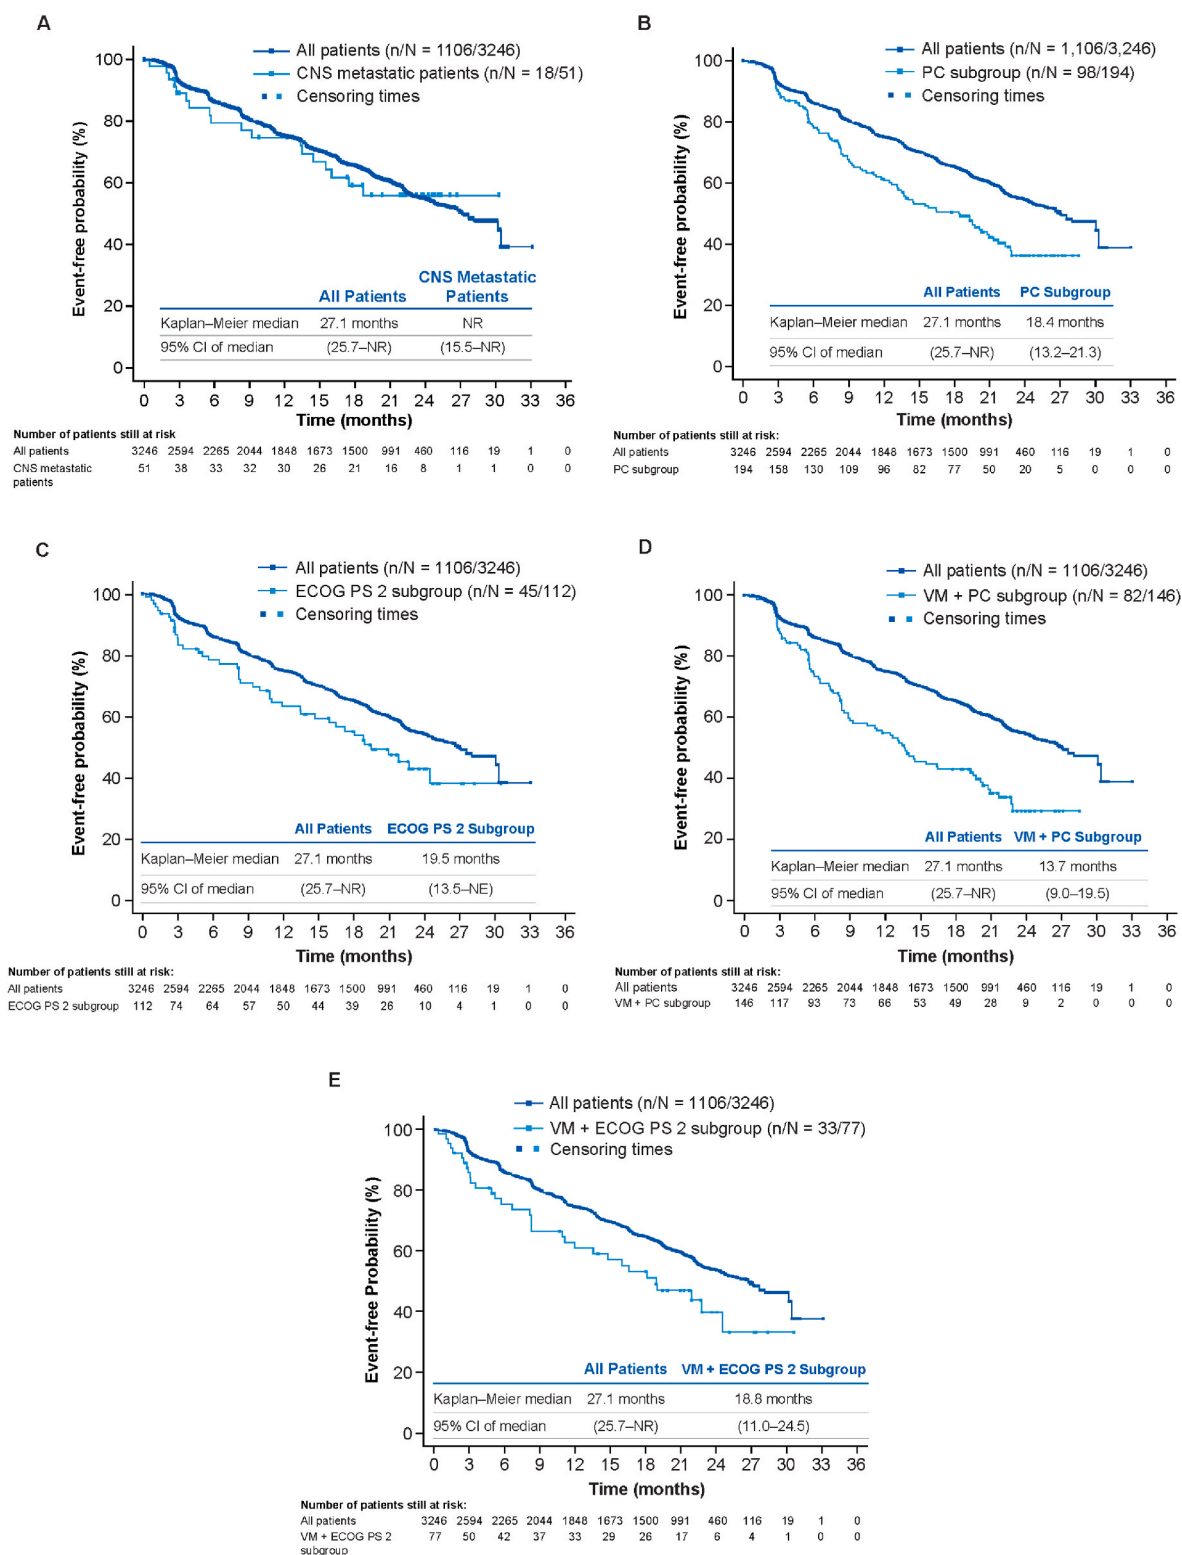 A
All patients (n/N = 1106/3246)
CNS metastatic patients (n/N = 18/51)
Censoring times
Event-free probability (%)
100
80
60
40
20
0
CNS Metastatic
All Patients Patients
Kaplan–Meier median 27.1 months NR
95% CI of median (25.7–NR) (15.5–NR)
0 3 6 9 12 15 18 21 24 27 30 33 36
Time (months)
Number of patients still at risk
All patients 3246 2594 2265 2044 1848 1673 1500 991 460 116 19 1 0
CNS metastatic 51 38 33 32 30 26 21 16 8 1 1 0 0
patients
B
All patients (n/N = 1,106/3,246)
PC subgroup (n/N = 98/194)
Censoring times
Event-free probability (%)
100
80
60
40
20
0
All Patients PC Subgroup
Kaplan–Meier median 27.1 months 18.4 months
95% CI of median (25.7–NR) (13.2–21.3)
0 3 6 9 12 15 18 21 24 27 30 33 36
Time (months)
Number of patients still at risk:
All patients 3246 2594 2265 2044 1848 1673 1500 991 460 116 19 1 0
PC subgroup 194 158 130 109 96 82 77 50 20 5 0 0 0
C
All patients (n/N = 1106/3246)
ECOG PS 2 subgroup (n/N = 45/112)
Censoring times
Event-free probability (%)
100
80
60
40
20
0
All Patients ECOG PS 2 Subgroup
Kaplan–Meier median 27.1 months 19.5 months
95% CI of median (25.7–NR) (13.5–NE)
0 3 6 9 12 15 18 21 24 27 30 33 36
Time (months)
Number of patients still at risk:
All patients 3246 2594 2265 2044 1848 1673 1500 991 460 116 19 1 0
ECOG PS 2 subgroup 112 74 64 57 50 44 39 26 10 4 1 0 0
D
All patients (n/N = 1106/3246)
VM + PC subgroup (n/N = 82/146)
Censoring times
Event-free probability (%)
100
80
60
40
20
0
All Patients VM + PC Subgroup
Kaplan–Meier median 27.1 months 13.7 months
95% CI of median (25.7–NR) (9.0–19.5)
0 3 6 9 12 15 18 21 24 27 30 33 36
Time (months)
Number of patients still at risk:
All patients 3246 2594 2265 2044 1848 1673 1500 991 460 116 19 1 0
VM + PC subgroup 146 117 93 73 66 53 49 28 9 2 0 0 0
E
All patients (n/N = 1106/3246)
VM + ECOG PS 2 subgroup (n/N = 33/77)
Censoring times
Event-free Probability (%)
100
80
60
40
20
0
All Patients VM + ECOG PS 2 Subgroup
Kaplan–Meier median 27.1 months 18.8 months
95% CI of median (25.7–NR) (11.0–24.5)
0 3 6 9 12 15 18 21 24 27 30 33 36
Time (months)
Number of patients still at risk:
All patients 3246 2594 2265 2044 1848 1673 1500 991 460 116 19 1 0
VM + ECOG PS 2 77 50 42 37 33 29 26 17 6 4 1 0 0
subgroup